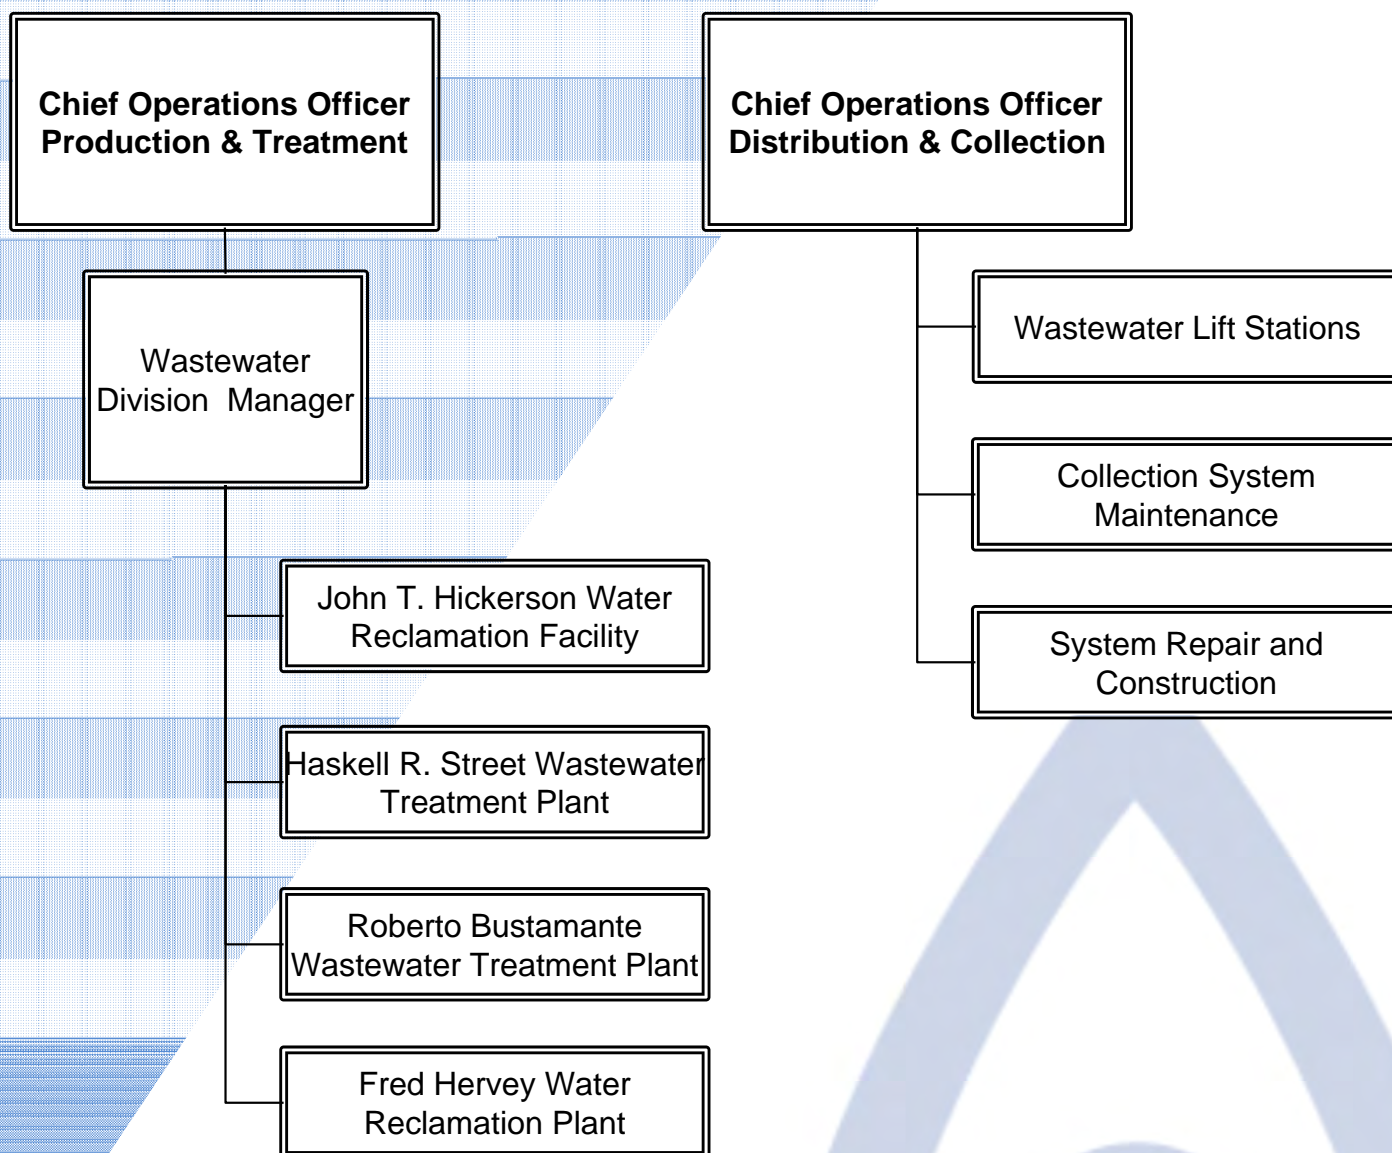 Chief Operations Officer
Production & Treatment
Wastewater
Division Manager
John T. Hickerson Water
Reclamation Facility
Haskell R. Street Wastewater
Treatment Plant
Roberto Bustamante
Wastewater Treatment Plant
Fred Hervey Water
Reclamation Plant
Chief Operations Officer
Distribution & Collection
Wastewater Lift Stations
Collection System
Maintenance
System Repair and
Construction